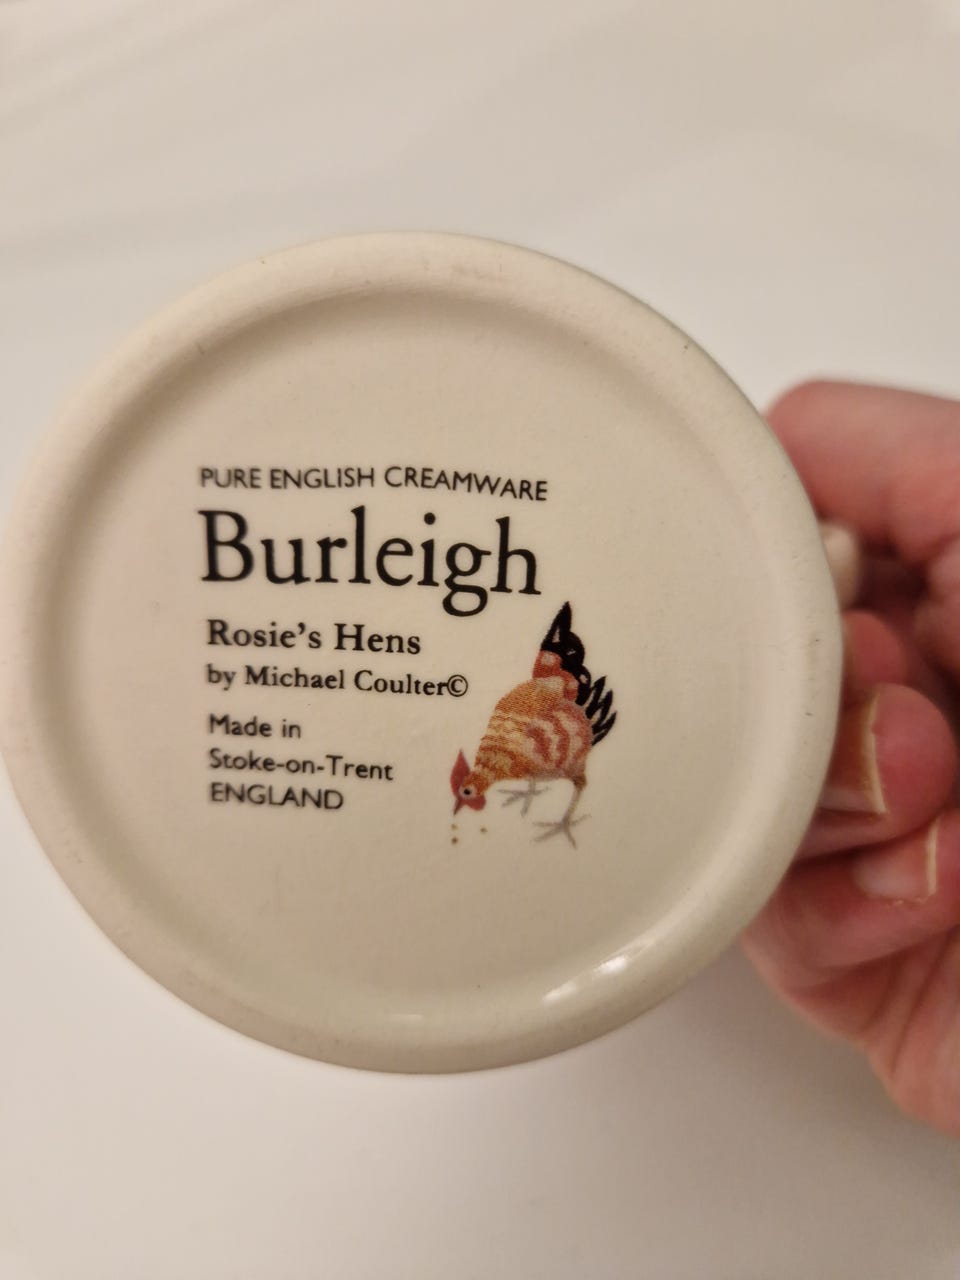 PURE ENGLISH CREAMWARE
Burleigh
Rosie's Hens
by Michael Coulter©
Made in
Stoke-on-Trent
ENGLAND